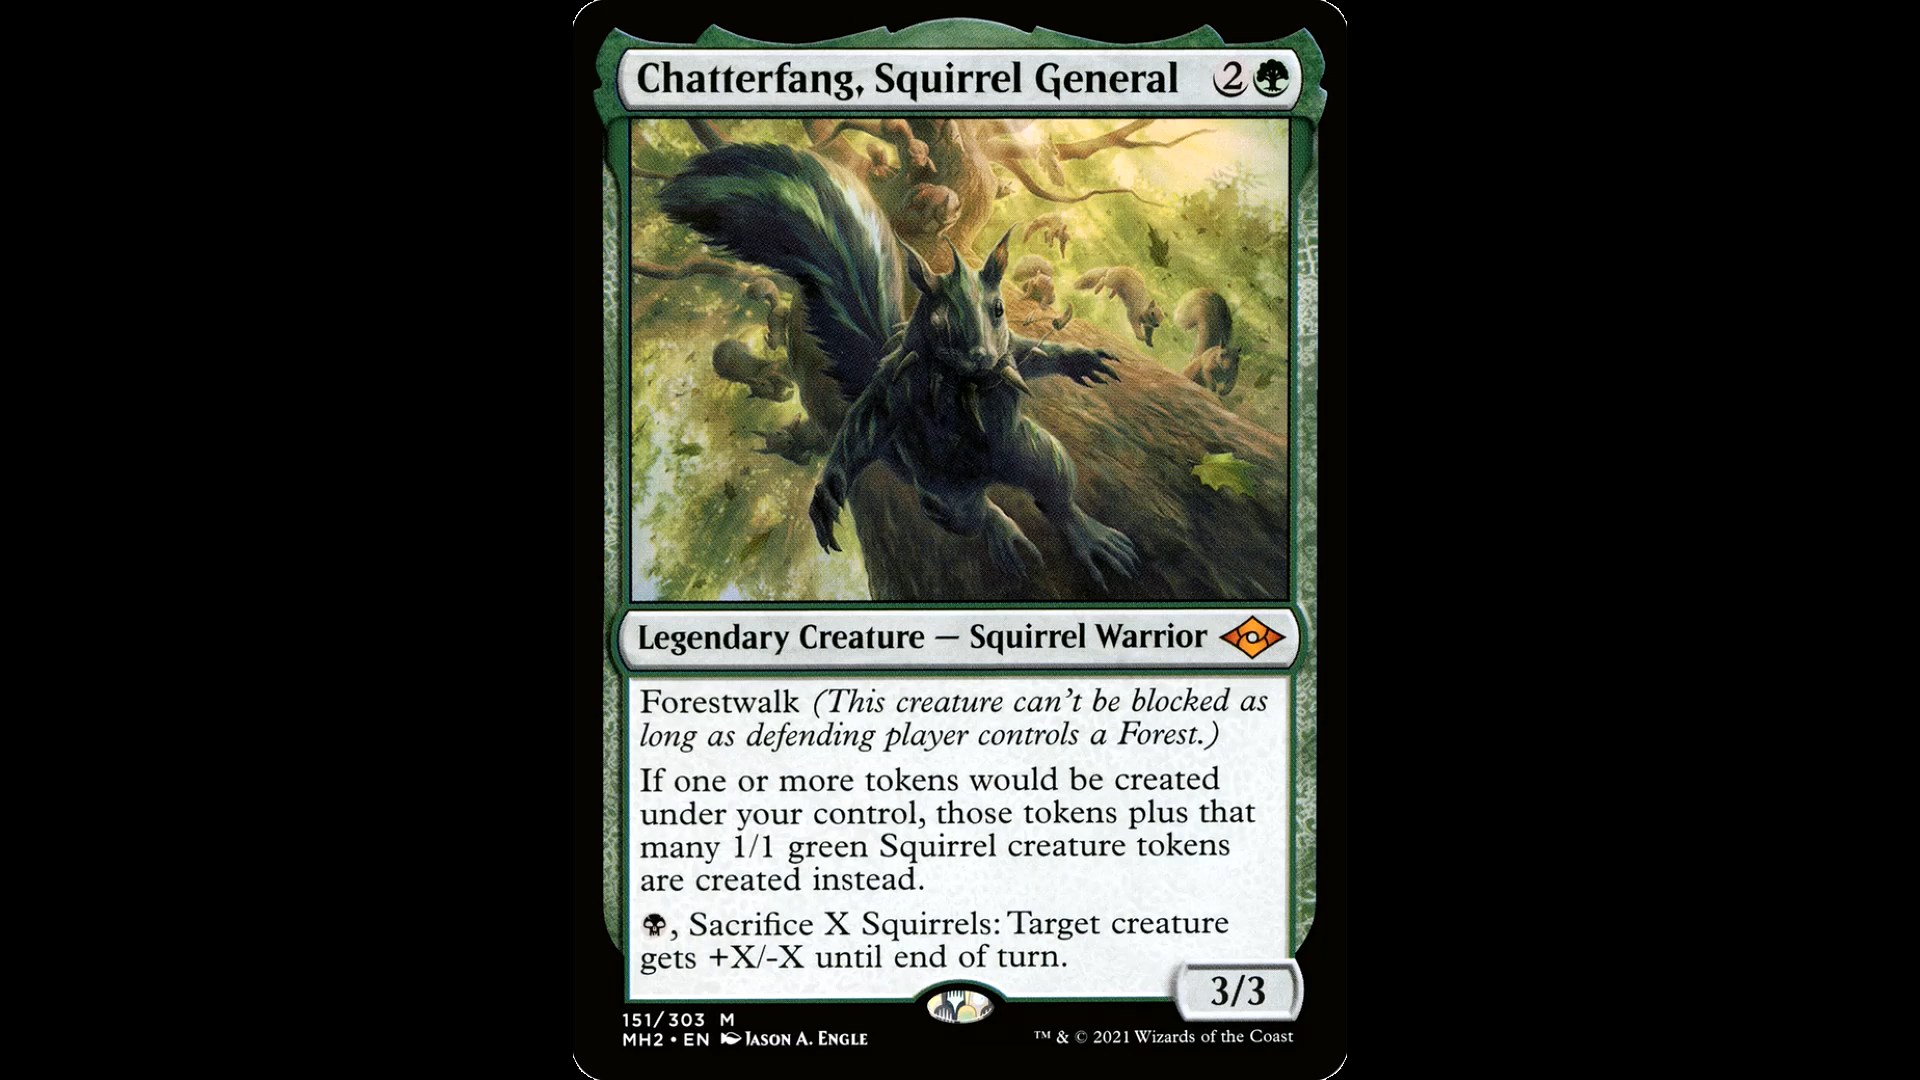 Chatterfang, Squirrel General 2
Legendary Creature — Squirrel Warrior
Forestwalk (This creature can't be blocked as
long as defending player controls a Forest.)
If one or more tokens would be created
under your control, those tokens plus that
many 1/1 green Squirrel creature tokens
are created instead.
, Sacrifice X Squirrels: Target creature
gets +X/-X until end of turn.
3/3
151/303 M
MH2 • EN Jason A. Engle
™ & © 2021 Wizards of the Coast